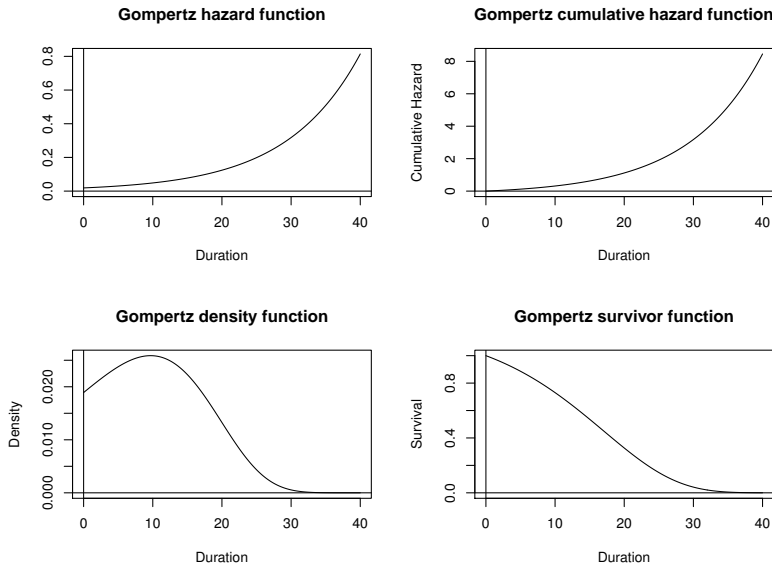 Gompertz hazard function
0.8
0.6
0.4
0.2
0.0
0 10 20 30 40
Duration
Gompertz cumulative hazard function
Cumulative Hazard
8
6
4
2
0
0 10 20 30 40
Duration
Gompertz density function
Density
0.020
0.010
0.000
0 10 20 30 40
Duration
Gompertz survivor function
Survival
0.8
0.4
0.0
0 10 20 30 40
Duration